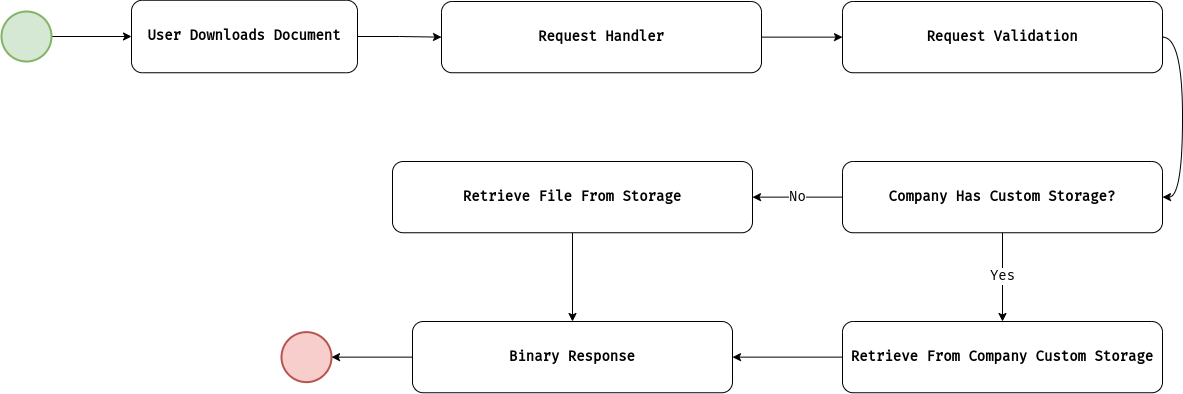 User Downloads Document
Request Handler
Request Validation
Retrieve File From Storage
No
Company Has Custom Storage?
Yes
Binary Response
Retrieve From Company Custom Storage